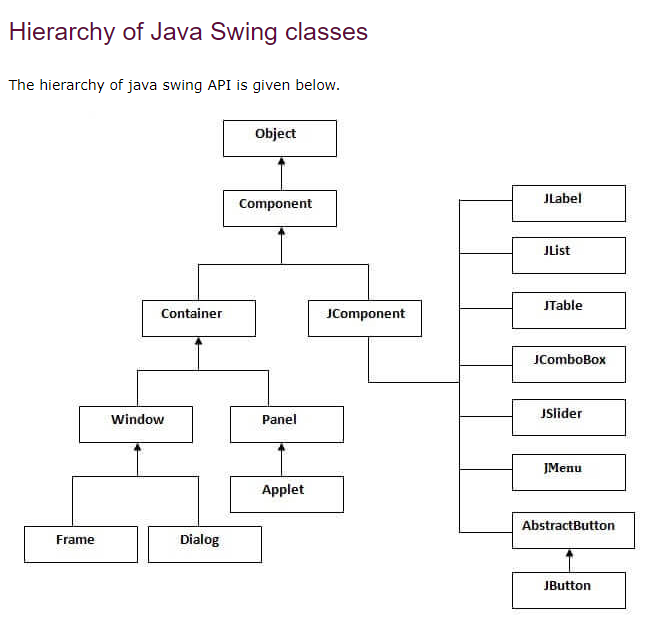 Hierarchy of Java Swing classes
The hierarchy of java swing API is given below.
Object
Component
Container
JComponent
Window
Panel
Applet
Frame
Dialog
JLabel
JList
JTable
JComboBox
JSlider
JMenu
AbstractButton
JButton